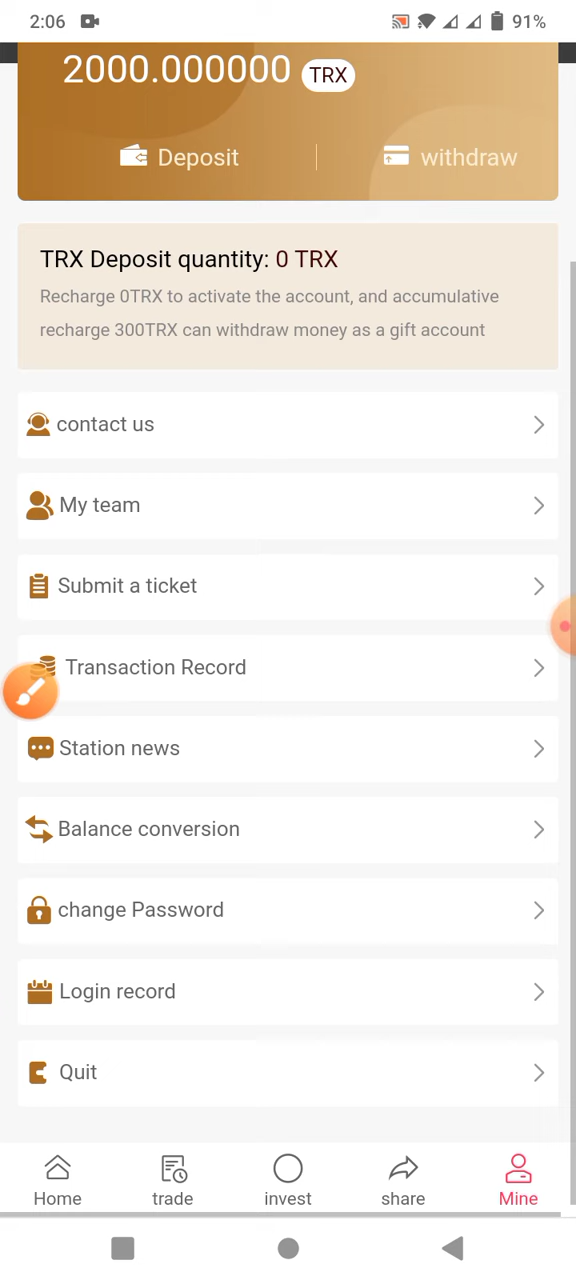 2:06
91%
2000.000000 TRX
Deposit
withdraw
TRX Deposit quantity: 0 TRX
Recharge 0TRX to activate the account, and accumulative
recharge 300TRX can withdraw money as a gift account
contact us
My team
Submit a ticket
Transaction Record
Station news
Balance conversion
change Password
Login record
Quit
Home
trade
invest
share
Mine